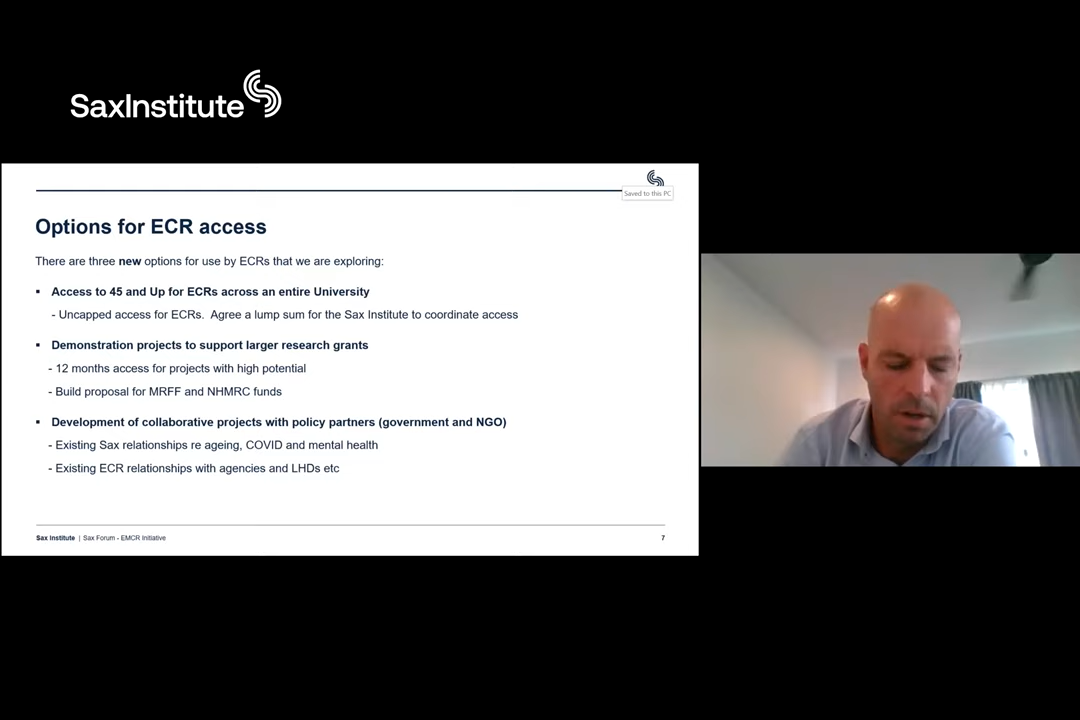 SaxInstitute
Saved to this PC
Options for ECR access
There are three new options for use by ECRs that we are exploring:
▪ Access to 45 and Up for ECRs across an entire University
- Uncapped access for ECRs. Agree a lump sum for the Sax Institute to coordinate access
▪ Demonstration projects to support larger research grants
- 12 months access for projects with high potential
- Build proposal for MRFF and NHMRC funds
▪ Development of collaborative projects with policy partners (government and NGO)
- Existing Sax relationships re ageing, COVID and mental health
- Existing ECR relationships with agencies and LHDs etc
Sax Institute | Sax Forum - EMCR Initiative 7